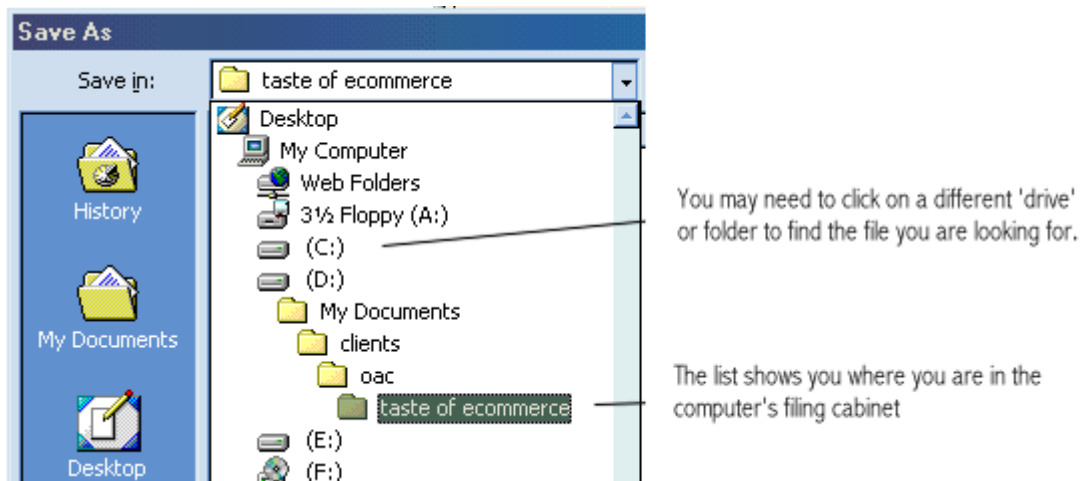 Save As
Save in:
taste of ecommerce
History
My Documents
Desktop
Desktop
My Computer
Web Folders
3½ Floppy (A:)
(C:)
(D:)
My Documents
clients
oac
taste of ecommerce
(E:)
(F:)
You may need to click on a different 'drive'
or folder to find the file you are looking for.
The list shows you where you are in the
computer's filing cabinet